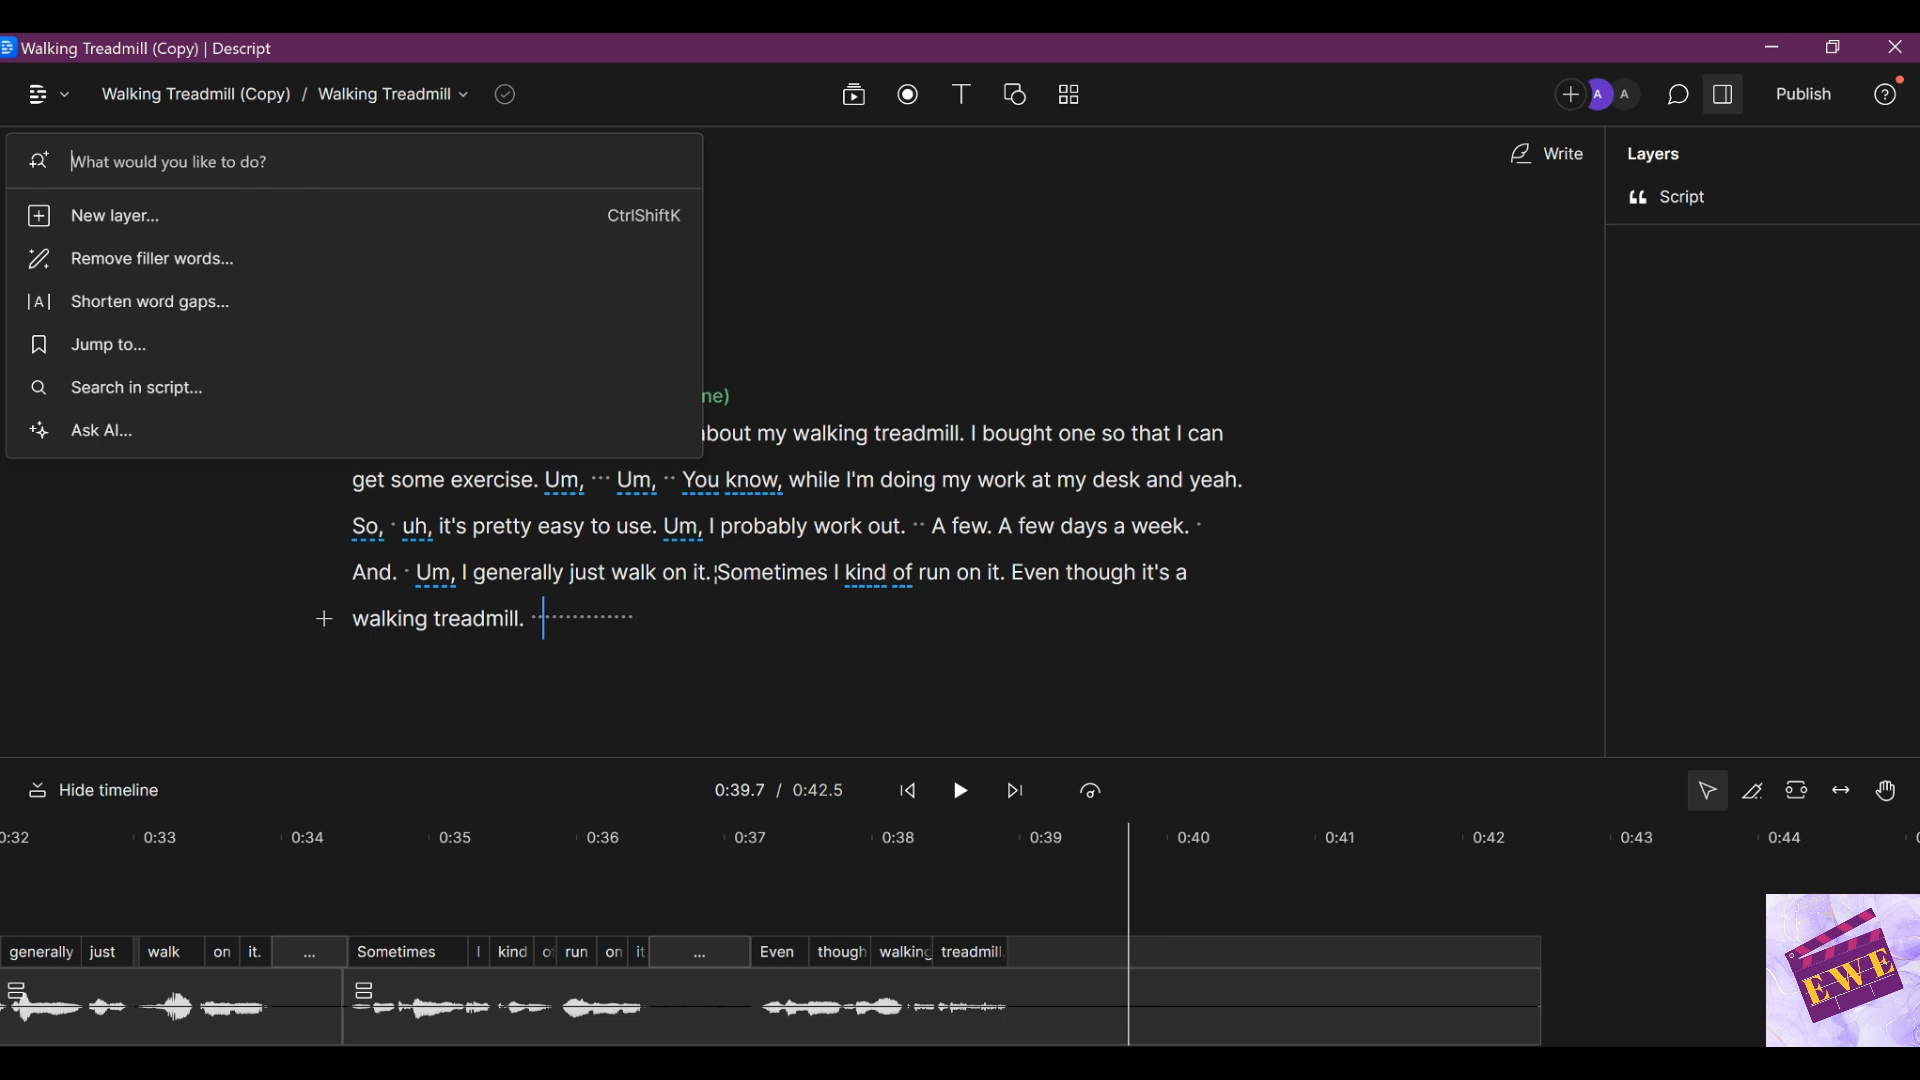 Walking Treadmill (Copy) | Descript
Walking Treadmill (Copy) / Walking Treadmill
A A
Publish
What would you like to do?
New layer... CtrlShiftK
Remove filler words...
Shorten word gaps...
Jump to...
Search in script...
Ask AI...
Write
Layers
Script
ne)
about my walking treadmill. I bought one so that I can
get some exercise. Um, ··· Um, ·· You know, while I'm doing my work at my desk and yeah.
So, · uh, it's pretty easy to use. Um, I probably work out. ·· A few. A few days a week. ·
And. · Um, I generally just walk on it. Sometimes I kind of run on it. Even though it's a
walking treadmill. ··············
Hide timeline
0:39.7 / 0:42.5
0:32 0:33 0:34 0:35 0:36 0:37 0:38 0:39 0:40 0:41 0:42 0:43 0:44
generally just walk on it. ... Sometimes I kind of run on it ... Even though walking treadmill.
EWE